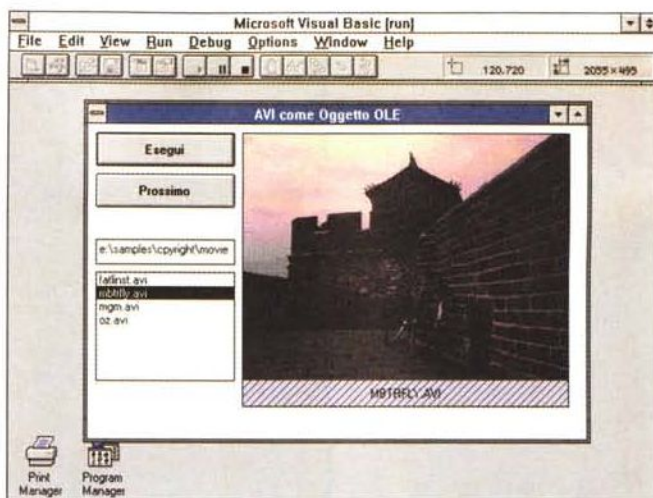 Microsoft Visual Basic [run]
File Edit View Run Debug Options Window Help
120,720 2055×495
AVI come Oggetto OLE
Esegui
Prossimo
e:\samples\cpyright\movie
fatlinst.avi
mbtrfly.avi
mgm.avi
oz.avi
MBTRFLY.AVI
Print Manager
Program Manager